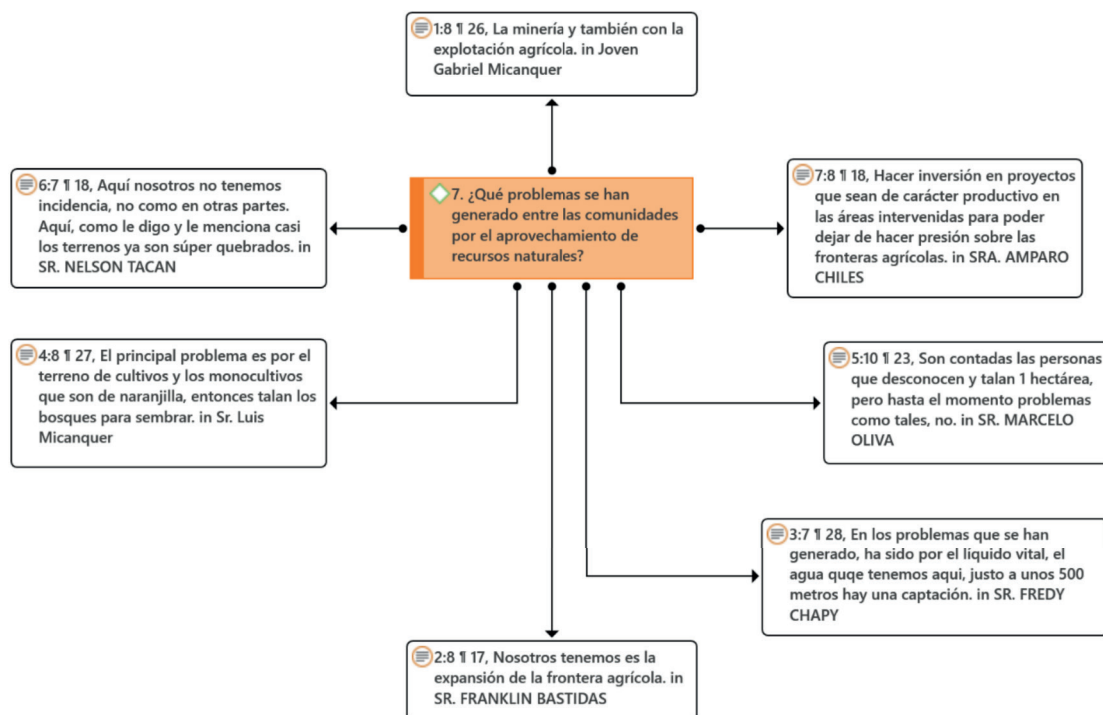 1:8 ¶ 26, La minería y también con la
explotación agrícola. in Joven
Gabriel Micanquer
6:7 ¶ 18, Aquí nosotros no tenemos
incidencia, no como en otras partes.
Aquí, como le digo y le menciona casi
los terrenos ya son súper quebrados. in
SR. NELSON TACAN
7. ¿Qué problemas se han
generado entre las comunidades
por el aprovechamiento de
recursos naturales?
7:8 ¶ 18, Hacer inversión en proyectos
que sean de carácter productivo en
las áreas intervenidas para poder
dejar de hacer presión sobre las
fronteras agrícolas. in SRA. AMPARO
CHILES
4:8 ¶ 27, El principal problema es por el
terreno de cultivos y los monocultivos
que son de naranjilla, entonces talan los
bosques para sembrar. in Sr. Luis
Micanquer
5:10 ¶ 23, Son contadas las personas
que desconocen y talan 1 hectárea,
pero hasta el momento problemas
como tales, no. in SR. MARCELO
OLIVA
3:7 ¶ 28, En los problemas que se han
generado, ha sido por el líquido vital, el
agua quqe tenemos aqui, justo a unos 500
metros hay una captación. in SR. FREDY
CHAPY
2:8 ¶ 17, Nosotros tenemos es la
expansión de la frontera agrícola. in
SR. FRANKLIN BASTIDAS